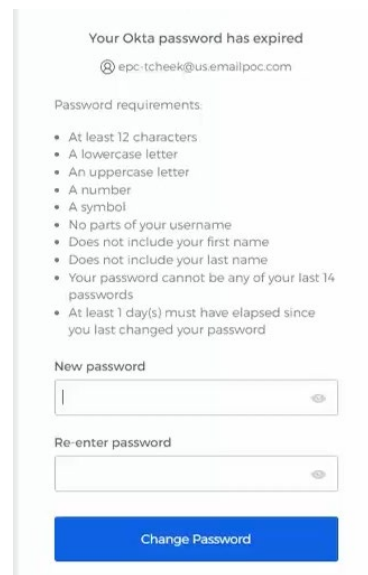 Your Okta password has expired
epc-tcheek@us.emailpoc.com
Password requirements:
• At least 12 characters
• A lowercase letter
• An uppercase letter
• A number
• A symbol
• No parts of your username
• Does not include your first name
• Does not include your last name
• Your password cannot be any of your last 14
passwords
• At least 1 day(s) must have elapsed since
you last changed your password
New password
Re-enter password
Change Password